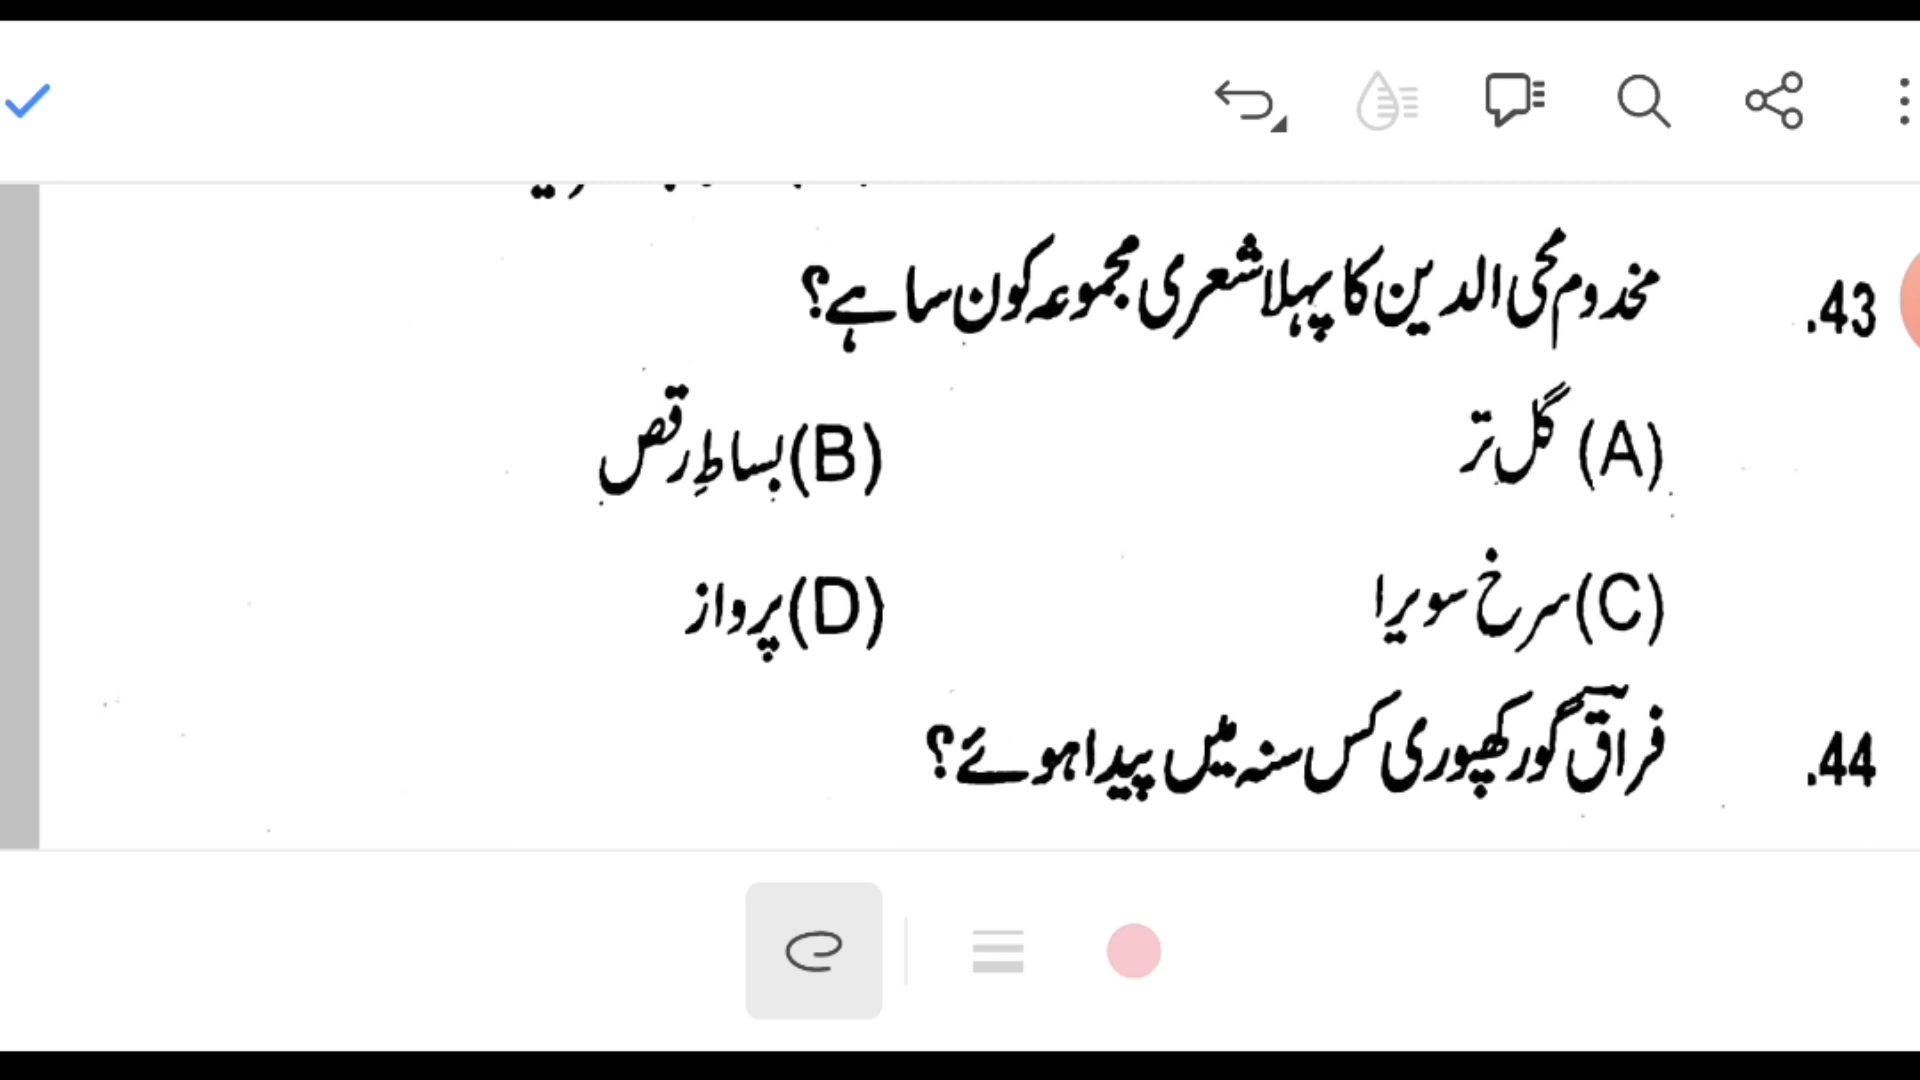 43. مخدوم محی الدین کا پہلا شعری مجموعہ کون سا ہے؟
(A) گل تر (B) بساطِ رقص
(C) سرخ سویرا (D) پرواز
44. فراق گورکھپوری کس سنہ میں پیدا ہوئے؟